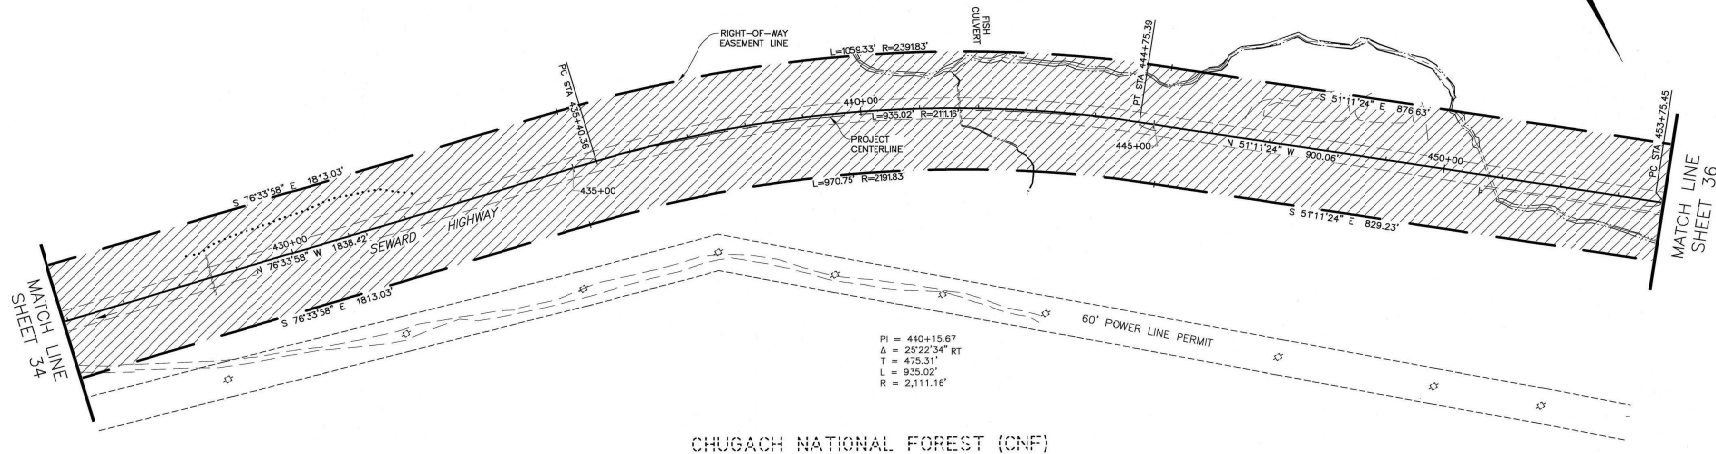 FISH
CULVERT
RIGHT-OF-WAY
EASEMENT LINE
L=1059.33' R=2391.83'
PT STA 444+75.39
PC STA 435+40.36
440+00
L=935.02' R=2111.16'
PROJECT
CENTERLINE
S 51°11'24" E 876.63'
PC STA 453+75.45
445+00
N 51°11'24" W 900.06'
450+00
MATCH LINE
SHEET 36
S 76°33'58" E 1813.03'
435+00
L=970.75' R=2191.83
S 51°11'24" E 829.23'
430+00
N 76°33'58" W 1838.42'
SEWARD HIGHWAY
S 76°33'58" E 1813.03'
MATCH LINE
SHEET 34
60' POWER LINE PERMIT
PI = 440+15.67
Δ = 25°22'34" RT
T = 475.31'
L = 935.02'
R = 2,111.16'
CHUGACH NATIONAL FOREST (CNF)